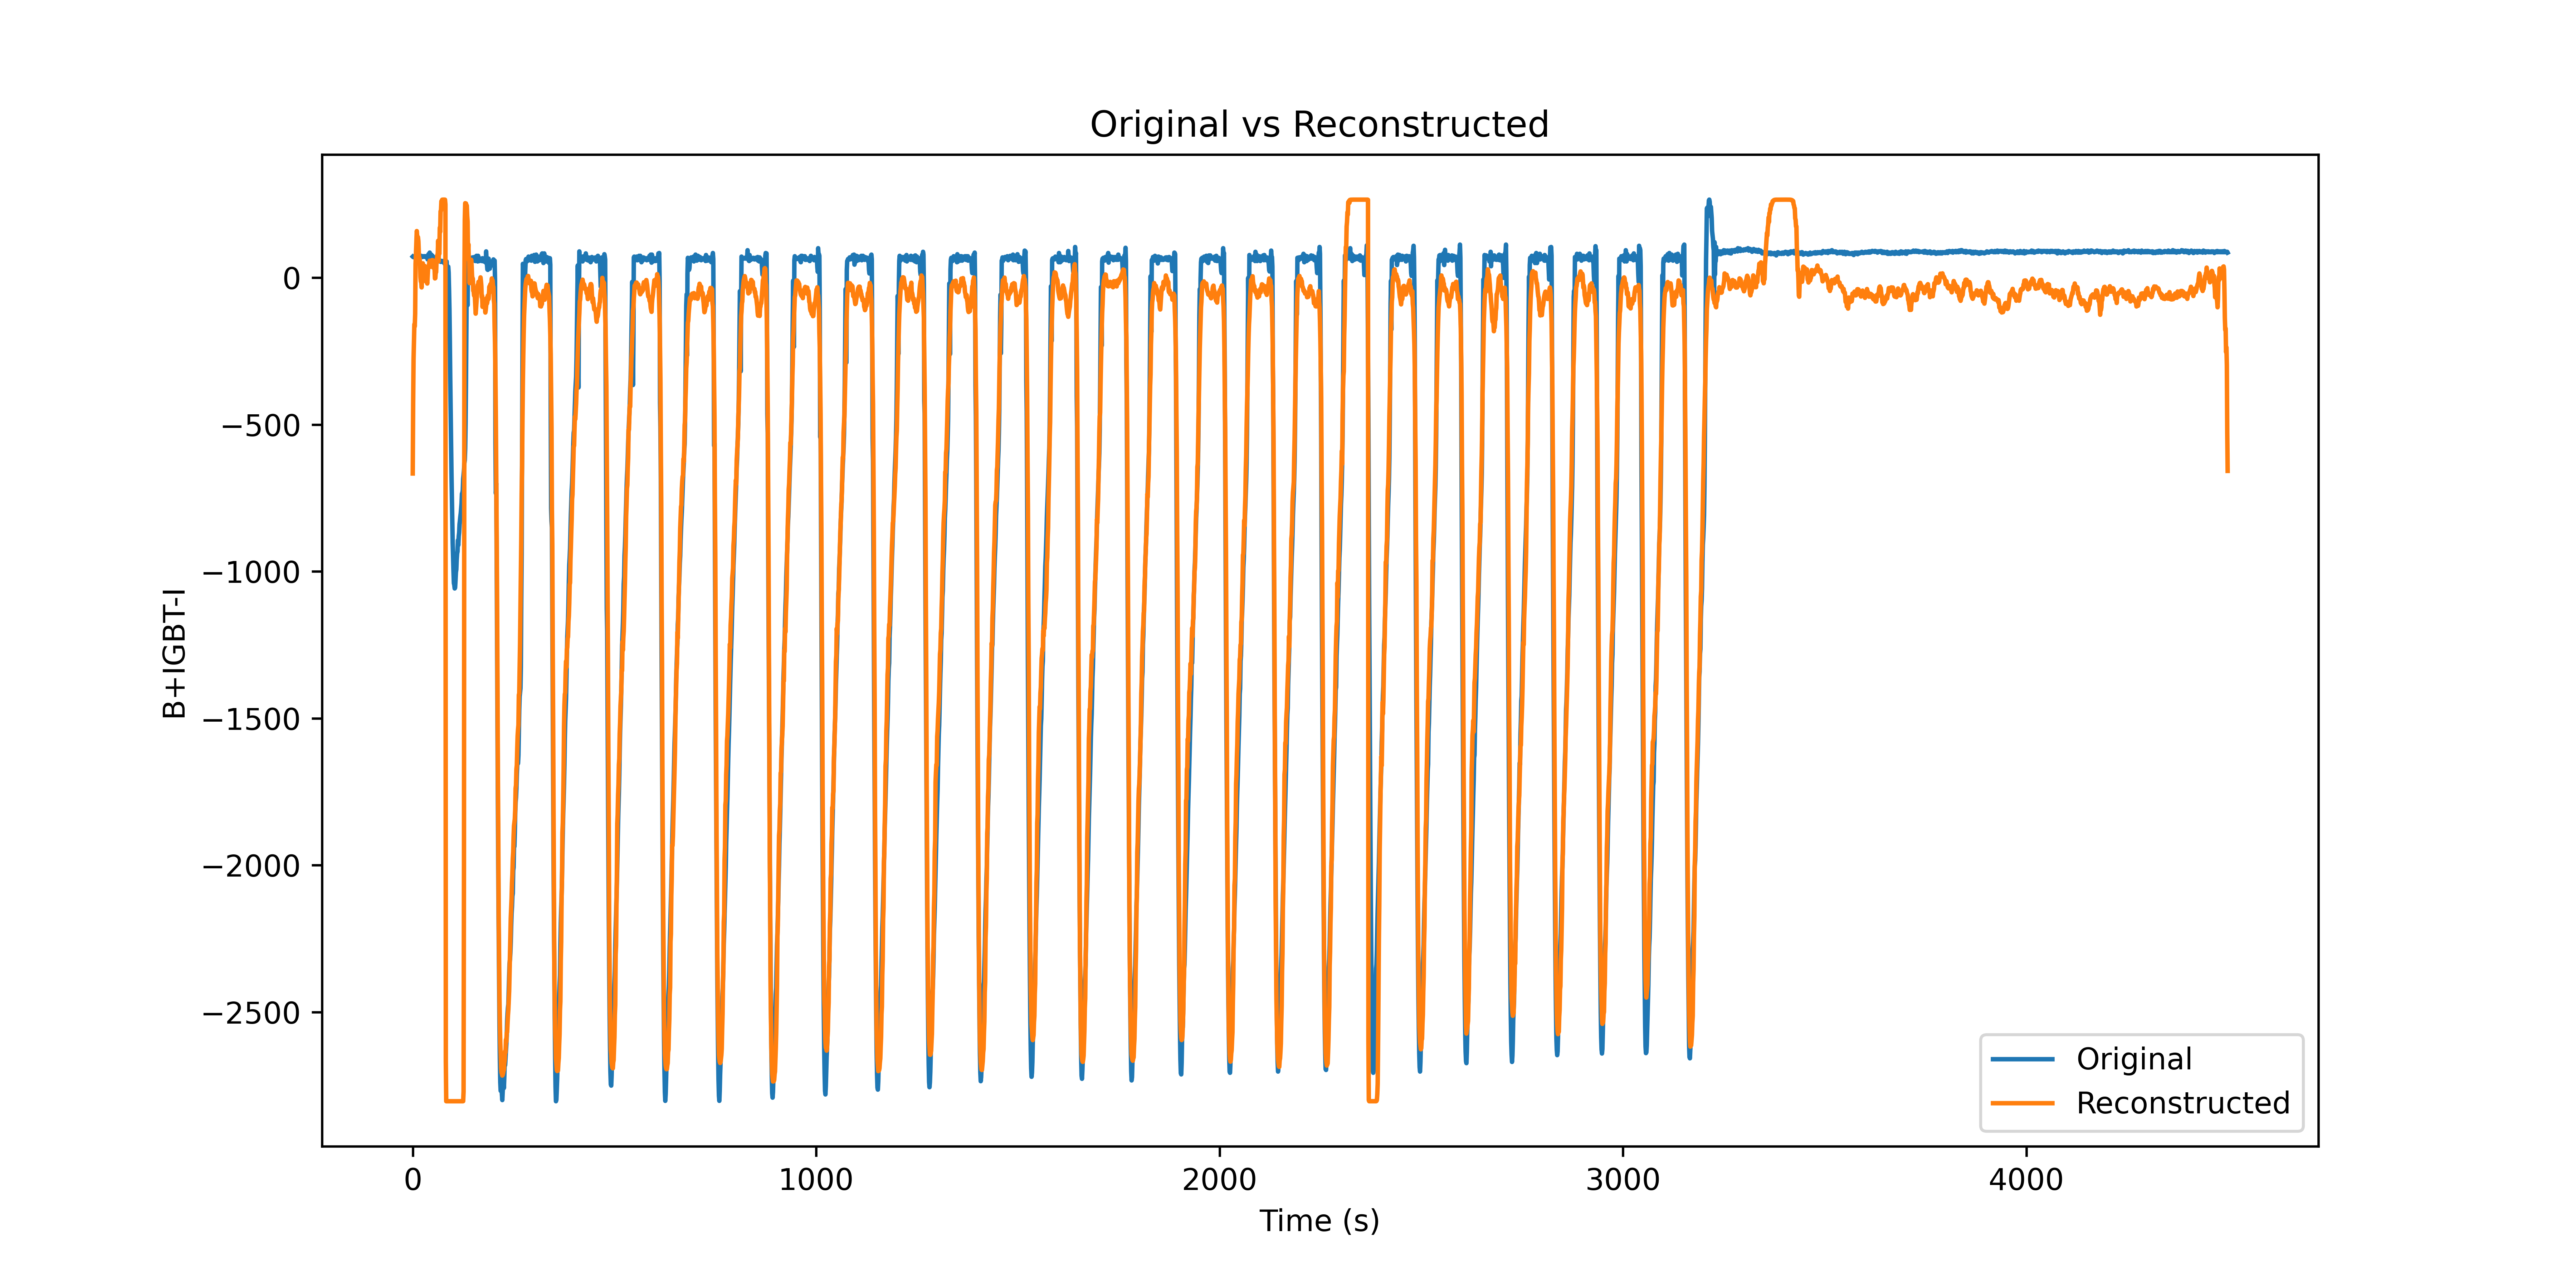 Original vs Reconstructed
B+IGBT-I
0
−500
−1000
−1500
−2000
−2500
0
1000
2000
3000
4000
Time (s)
Original
Reconstructed